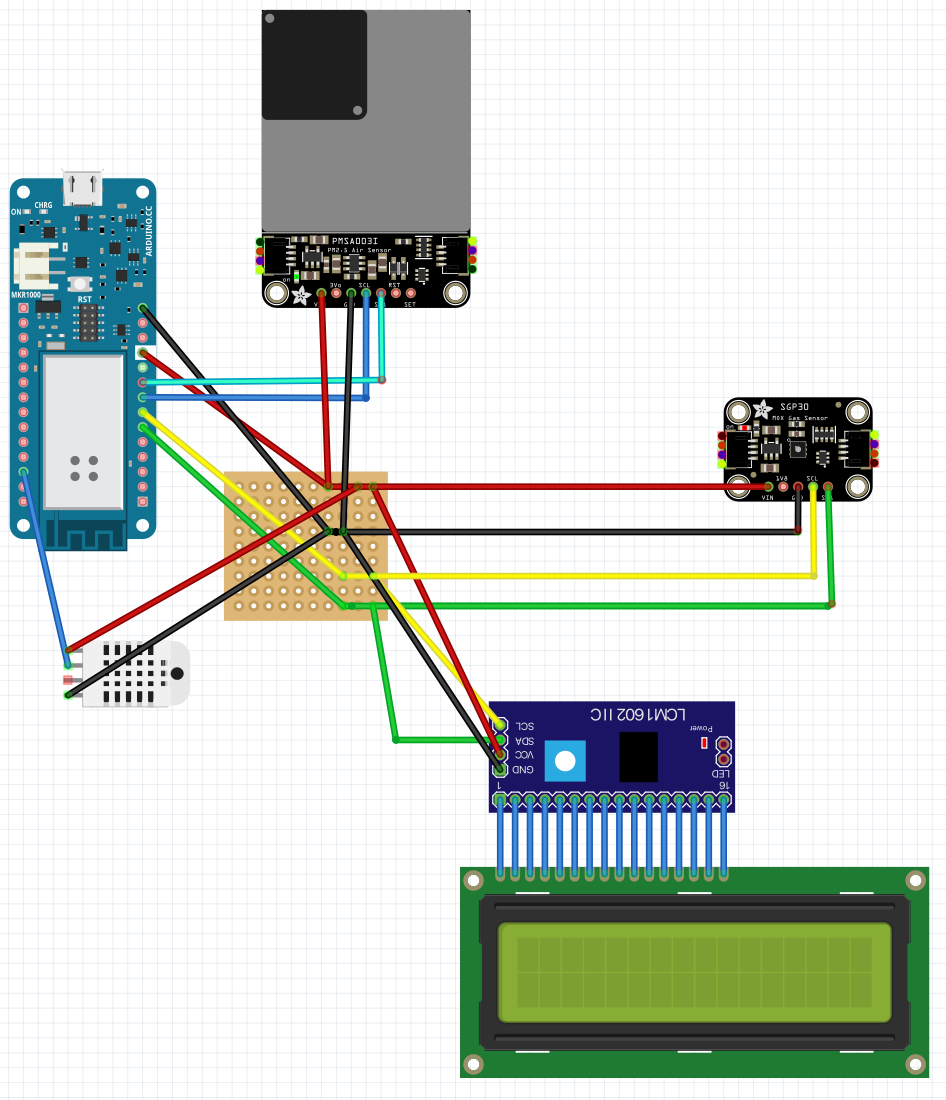 PMSA003I
PM2.5 Air Sensor
on
3Vo
SCL
RST
SET
ON
CHRG
ARDUINO.CC
MKR1000
RST
SGP30
MOX Gas Sensor
1V8
SCL
VIN
LCM1602 IIC
Power
SCL
SDA
VCC
GND
LED
1
16